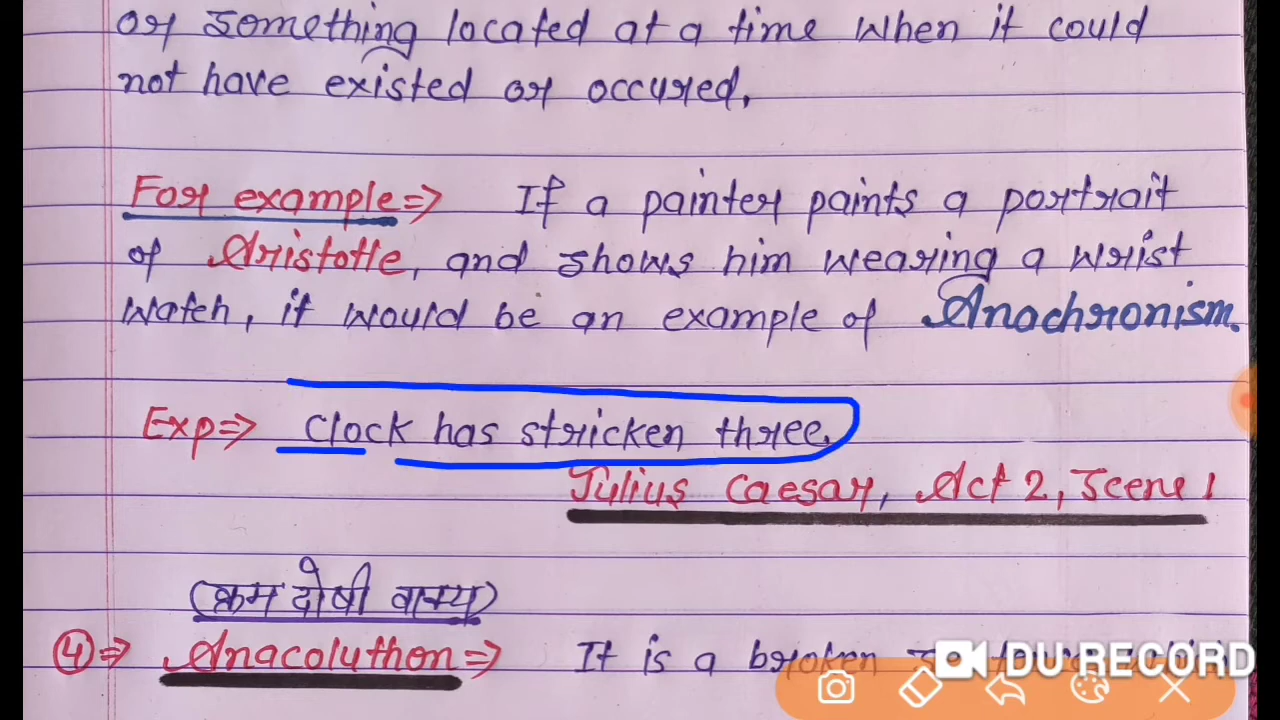 or something located at a time when it could
not have existed or occured.
For example⇒ If a painter paints a portrait
of Aristotle, and shows him wearing a wrist
watch, it would be an example of Anachronism.
Exp⇒ Clock has stricken three.
Julius Caesar, Act 2, Scene 1
(क्रम दोषी वाक्य)
④⇒ Anacoluthon⇒ It is a broken
DU RECORD